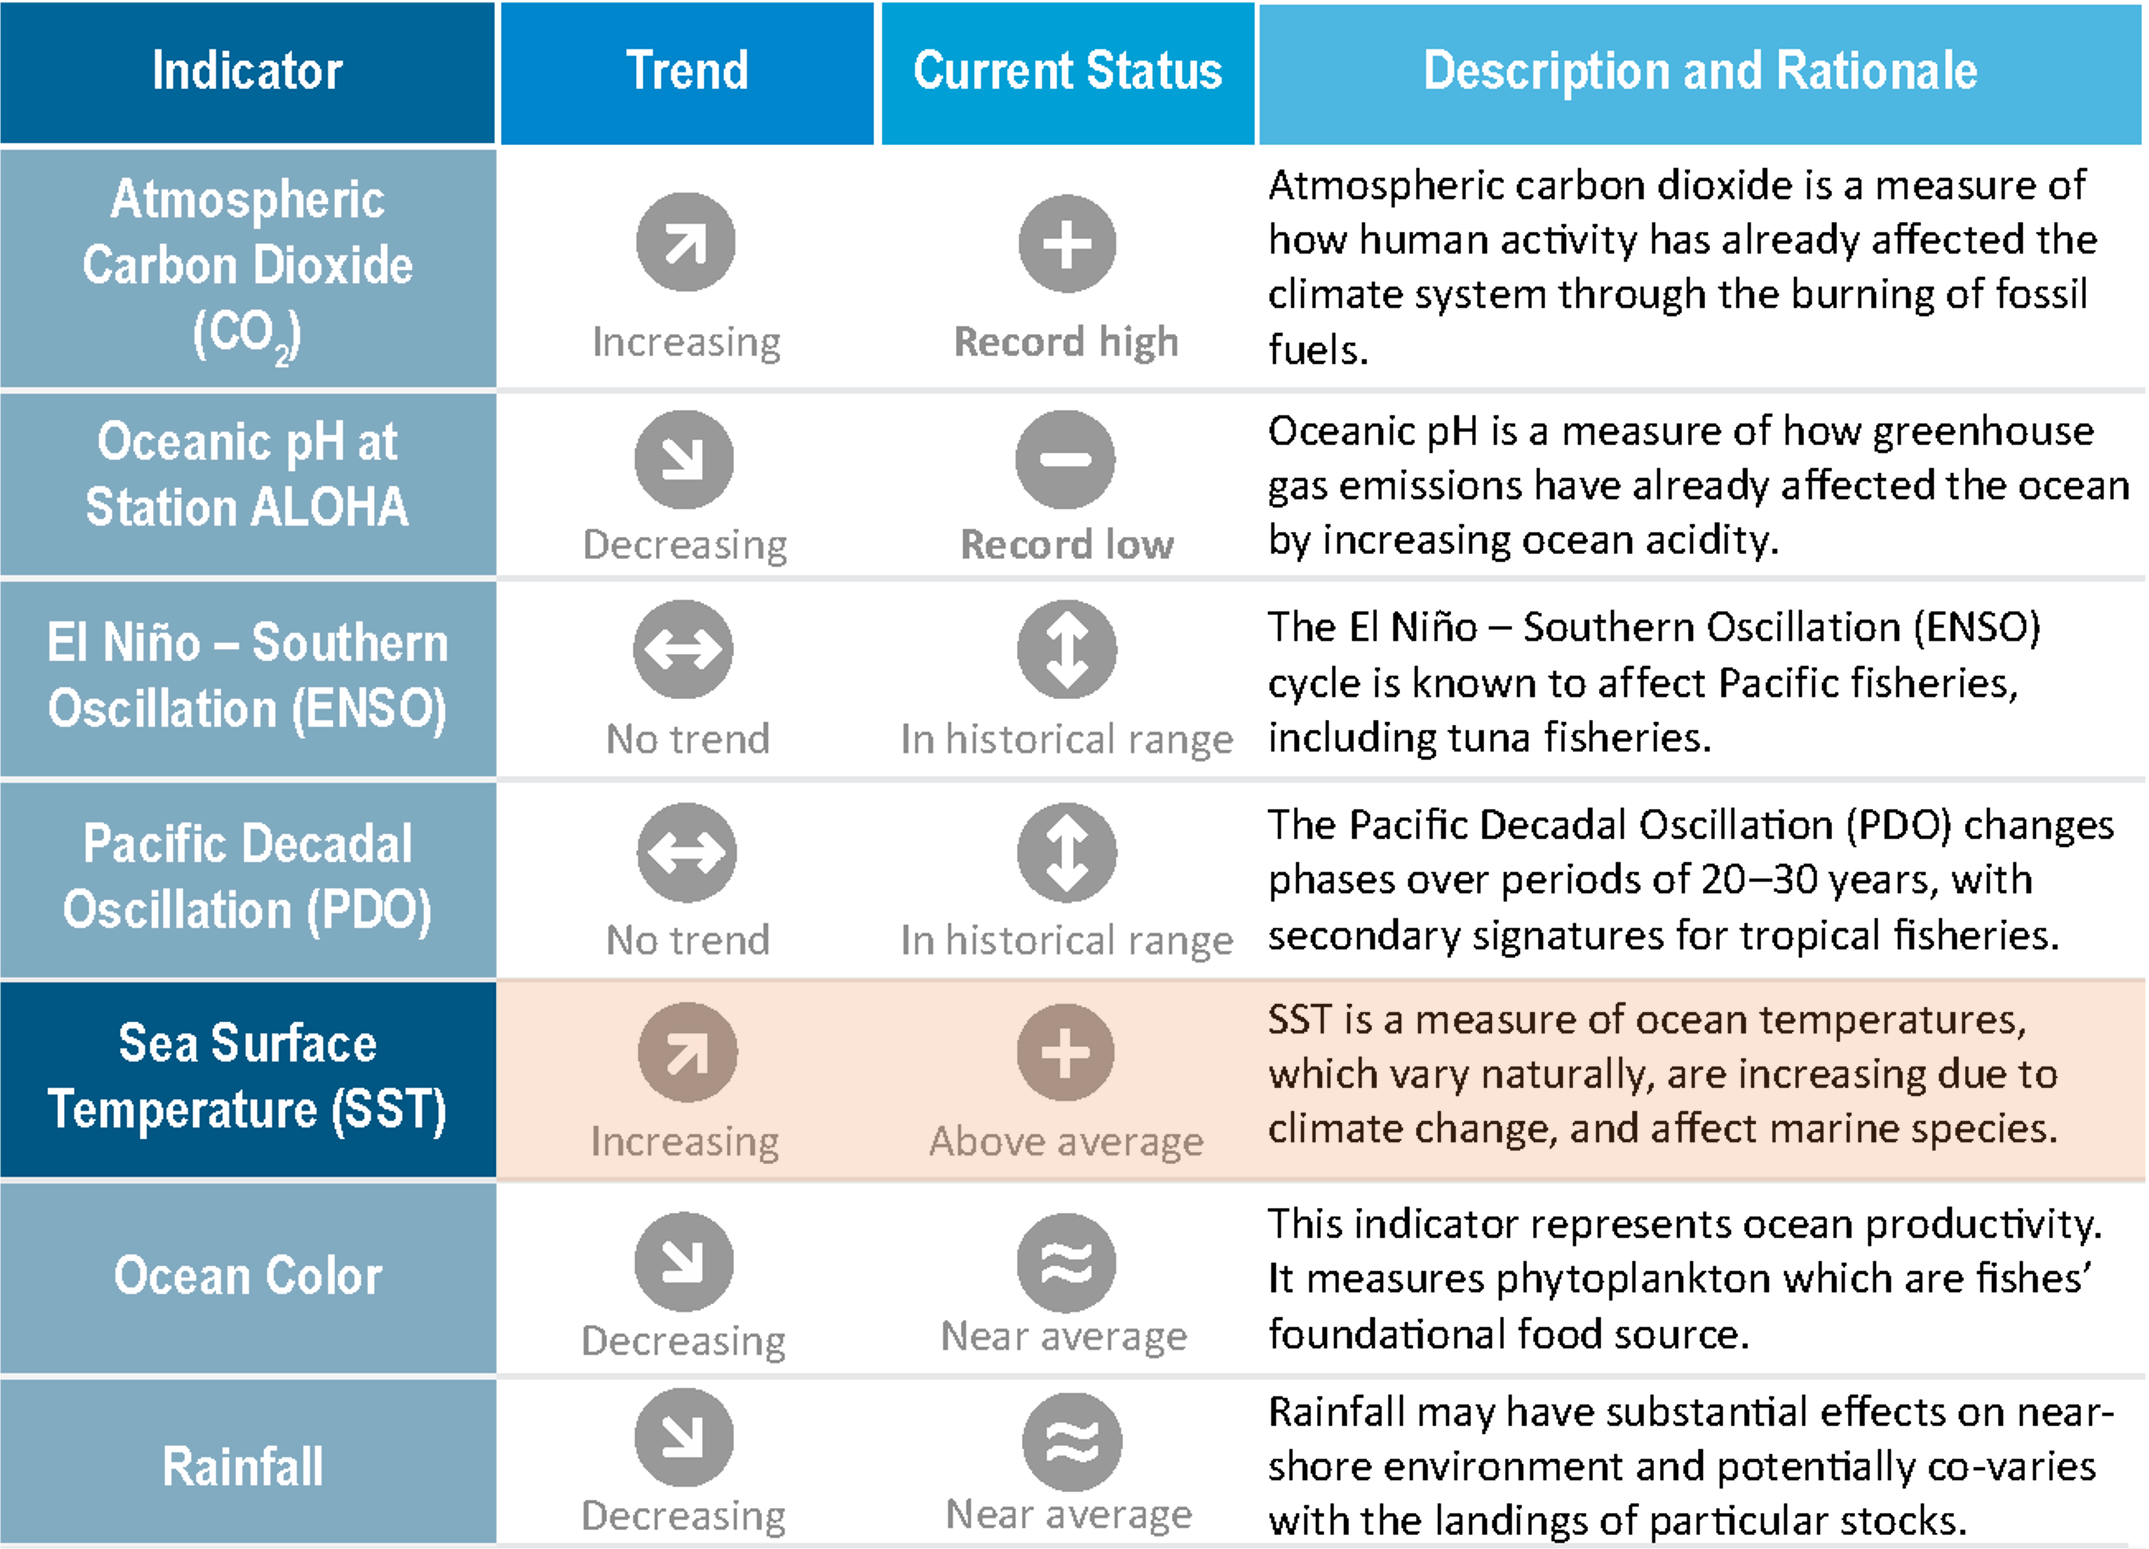 Indicator
Trend
Current Status
Description and Rationale
Atmospheric
Carbon Dioxide
(CO₂)
Increasing
Record high
Atmospheric carbon dioxide is a measure of
how human activity has already affected the
climate system through the burning of fossil
fuels.
Oceanic pH at
Station ALOHA
Decreasing
Record low
Oceanic pH is a measure of how greenhouse
gas emissions have already affected the ocean
by increasing ocean acidity.
El Niño – Southern
Oscillation (ENSO)
No trend
In historical range
The El Niño – Southern Oscillation (ENSO)
cycle is known to affect Pacific fisheries,
including tuna fisheries.
Pacific Decadal
Oscillation (PDO)
No trend
In historical range
The Pacific Decadal Oscillation (PDO) changes
phases over periods of 20–30 years, with
secondary signatures for tropical fisheries.
Sea Surface
Temperature (SST)
Increasing
Above average
SST is a measure of ocean temperatures,
which vary naturally, are increasing due to
climate change, and affect marine species.
Ocean Color
Decreasing
Near average
This indicator represents ocean productivity.
It measures phytoplankton which are fishes’
foundational food source.
Rainfall
Decreasing
Near average
Rainfall may have substantial effects on near-
shore environment and potentially co-varies
with the landings of particular stocks.